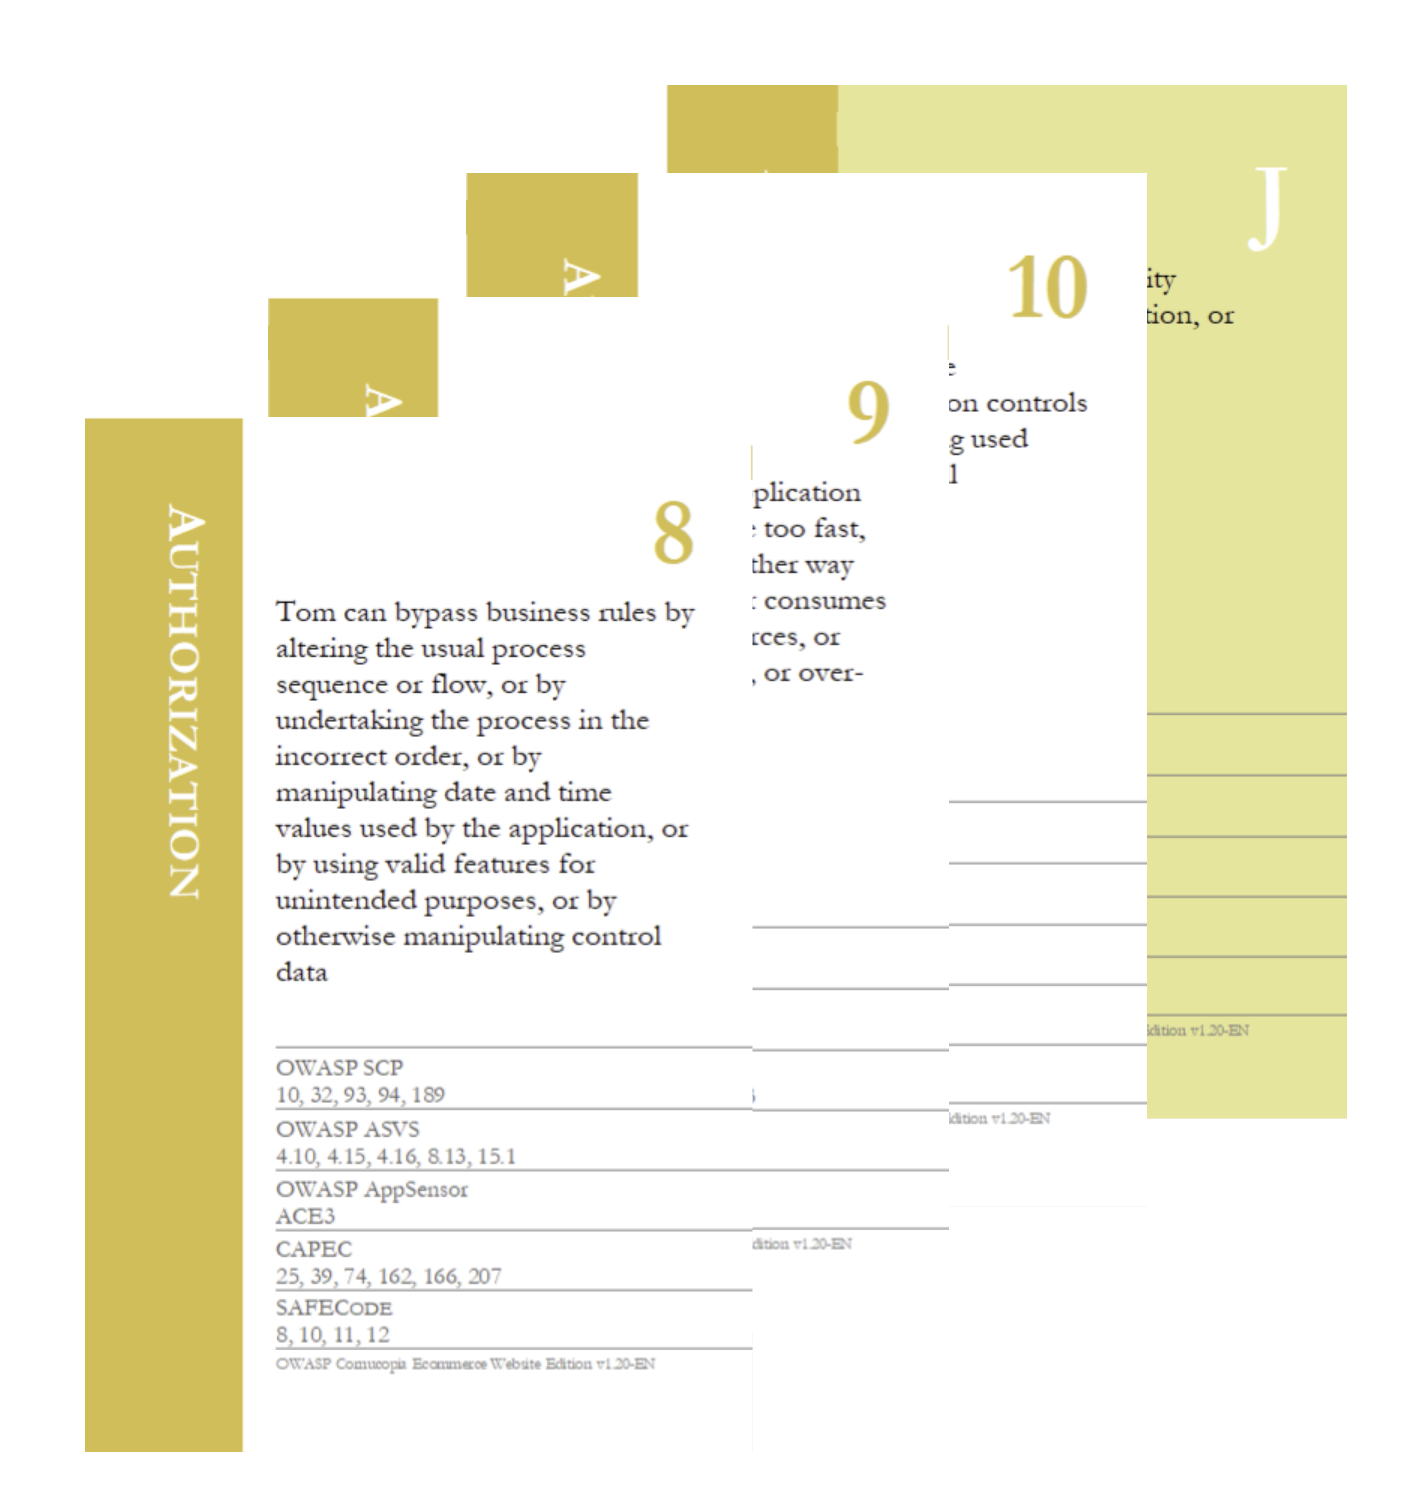 J
ity
tion, or
dition v1.20-EN
A
10
on controls
g used
dition v1.20-EN
A
9
plication
too fast,
ther way
consumes
rces, or
, or over-
dition v1.20-EN
AUTHORIZATION
8
Tom can bypass business rules by
altering the usual process
sequence or flow, or by
undertaking the process in the
incorrect order, or by
manipulating date and time
values used by the application, or
by using valid features for
unintended purposes, or by
otherwise manipulating control
data
OWASP SCP
10, 32, 93, 94, 189
OWASP ASVS
4.10, 4.15, 4.16, 8.13, 15.1
OWASP AppSensor
ACE3
CAPEC
25, 39, 74, 162, 166, 207
SAFECODE
8, 10, 11, 12
OWASP Cornucopia Ecommerce Website Edition v1.20-EN